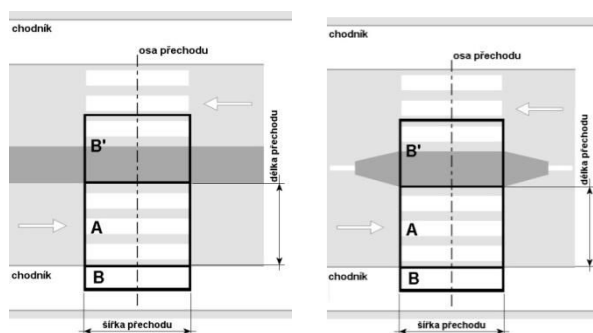 chodník
osa přechodu
B'
délka přechodu
A
chodník
B
šířka přechodu
chodník
osa přechodu
B'
délka přechodu
A
chodník
B
šířka přechodu